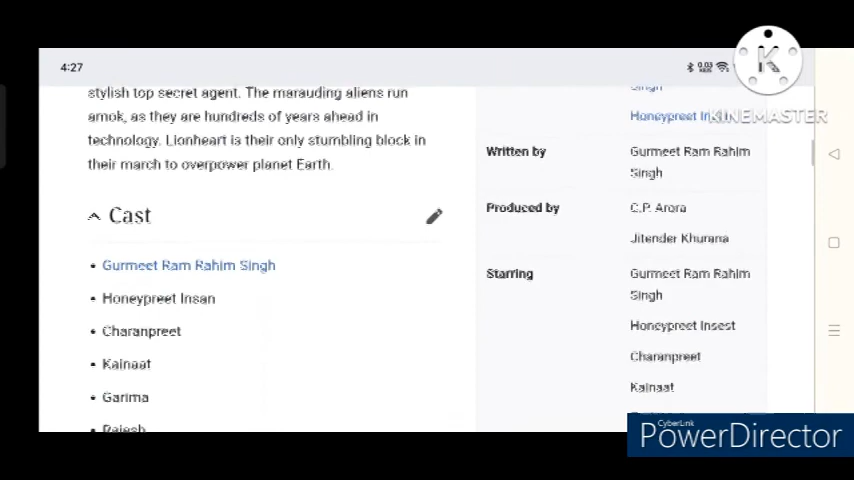 4:27
stylish top secret agent. The marauding aliens run
amok, as they are hundreds of years ahead in
technology. Lionheart is their only stumbling block in
their march to overpower planet Earth.
Cast
• Gurmeet Ram Rahim Singh
• Honeypreet Insan
• Charanpreet
• Kainaat
• Garima
• Rajesh
Singh
Honeypreet
Written by
Gurmeet Ram Rahim
Singh
Produced by
C.P. Arora
Jitender Khurana
Starring
Gurmeet Ram Rahim
Singh
Honeypreet Insest
Charanpreet
Kainaat
K
KINEMASTER
CyberLink
PowerDirector